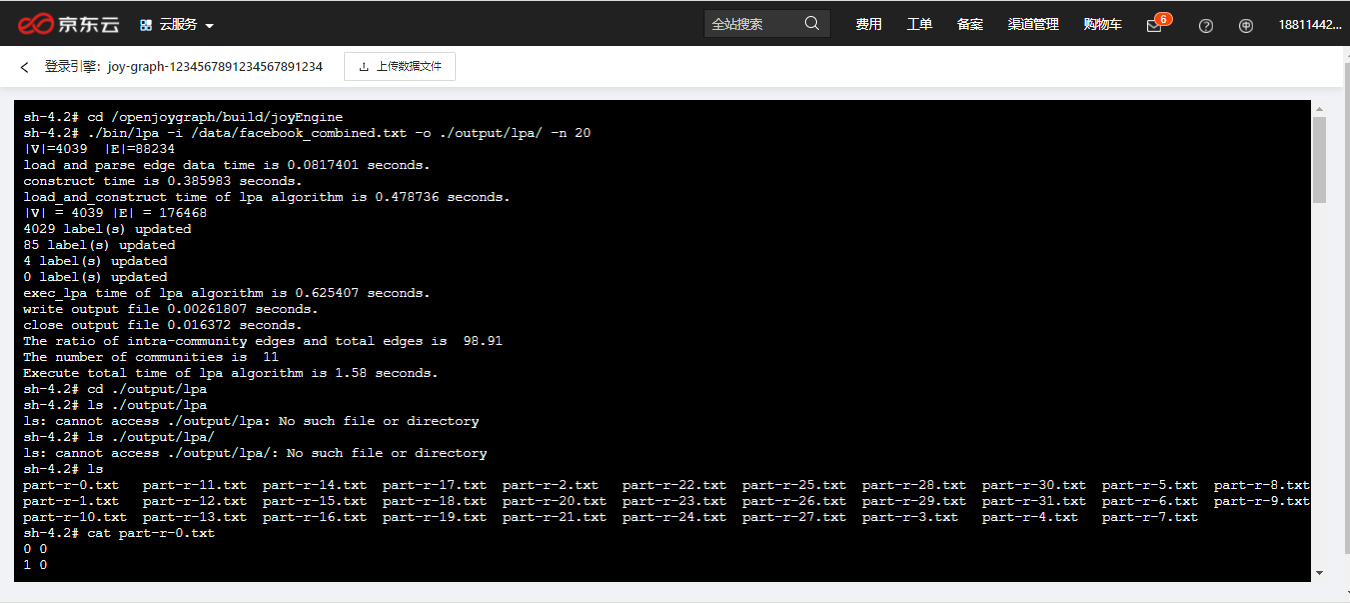 京东云 云服务 全站搜索 费用 工单 备案 渠道管理 购物车 6 18811442...
登录引擎: joy-graph-1234567891234567891234 上传数据文件
sh-4.2# cd /openjoygraph/build/joyEngine
sh-4.2# ./bin/lpa -i /data/facebook_combined.txt -o ./output/lpa/ -n 20
|V|=4039  |E|=88234
load and parse edge data time is 0.0817401 seconds.
construct time is 0.385983 seconds.
load_and_construct time of lpa algorithm is 0.478736 seconds.
|V| = 4039 |E| = 176468
4029 label(s) updated
85 label(s) updated
4 label(s) updated
0 label(s) updated
exec_lpa time of lpa algorithm is 0.625407 seconds.
write output file 0.00261807 seconds.
close output file 0.016372 seconds.
The ratio of intra-community edges and total edges is  98.91
The number of communities is  11
Execute total time of lpa algorithm is 1.58 seconds.
sh-4.2# cd ./output/lpa
sh-4.2# ls ./output/lpa
ls: cannot access ./output/lpa: No such file or directory
sh-4.2# ls ./output/lpa/
ls: cannot access ./output/lpa/: No such file or directory
sh-4.2# ls
part-r-0.txt   part-r-11.txt  part-r-14.txt  part-r-17.txt  part-r-2.txt   part-r-22.txt  part-r-25.txt  part-r-28.txt  part-r-30.txt  part-r-5.txt  part-r-8.txt
part-r-1.txt   part-r-12.txt  part-r-15.txt  part-r-18.txt  part-r-20.txt  part-r-23.txt  part-r-26.txt  part-r-29.txt  part-r-31.txt  part-r-6.txt  part-r-9.txt
part-r-10.txt  part-r-13.txt  part-r-16.txt  part-r-19.txt  part-r-21.txt  part-r-24.txt  part-r-27.txt  part-r-3.txt   part-r-4.txt   part-r-7.txt
sh-4.2# cat part-r-0.txt
0 0
1 0